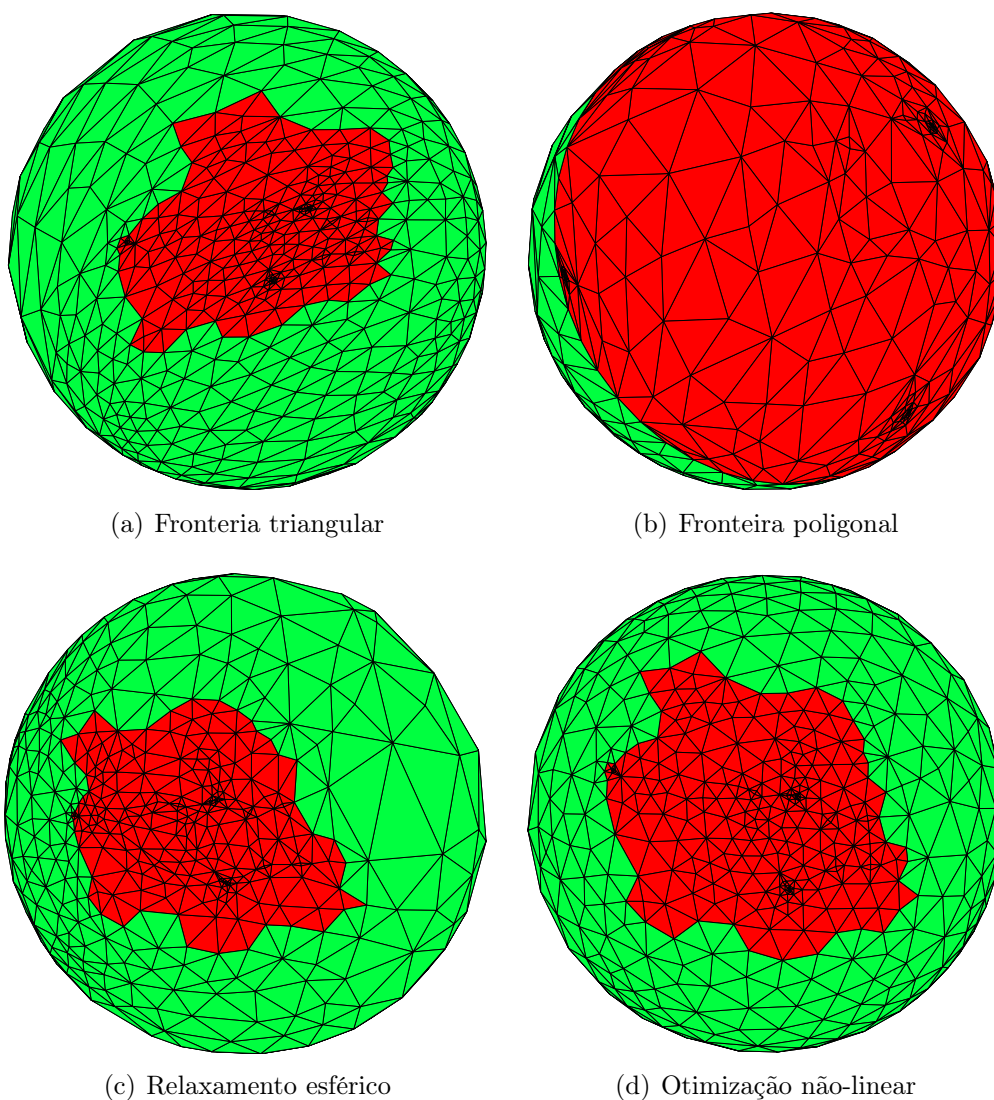 (a) Fronteria triangular
(b) Fronteira poligonal
(c) Relaxamento esférico
(d) Otimização não-linear